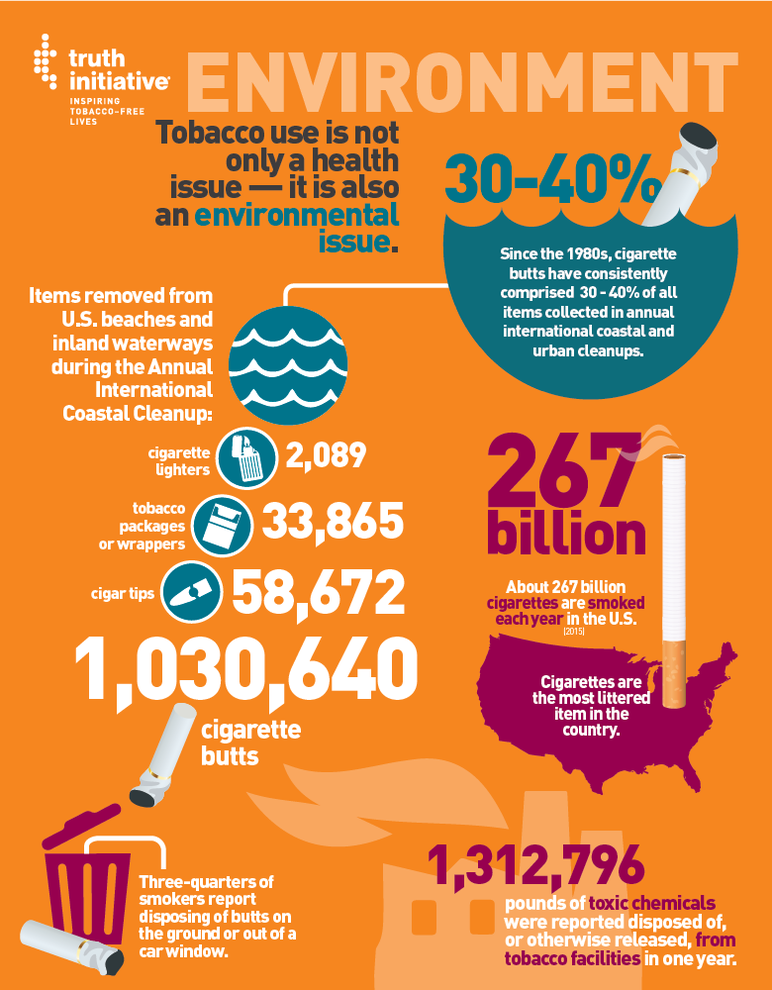 truth
initiative®
INSPIRING
TOBACCO-FREE
LIVES
ENVIRONMENT
Tobacco use is not
only a health
issue — it is also
an environmental
issue.
30-40%
Since the 1980s, cigarette
butts have consistently
comprised 30 - 40% of all
items collected in annual
international coastal and
urban cleanups.
Items removed from
U.S. beaches and
inland waterways
during the Annual
International
Coastal Cleanup:
cigarette
lighters
2,089
tobacco
packages
or wrappers
33,865
cigar tips
58,672
1,030,640
cigarette
butts
267
billion
About 267 billion
cigarettes are smoked
each year in the U.S.
(2015)
Cigarettes are
the most littered
item in the
country.
Three-quarters of
smokers report
disposing of butts on
the ground or out of a
car window.
1,312,796
pounds of toxic chemicals
were reported disposed of,
or otherwise released, from
tobacco facilities in one year.